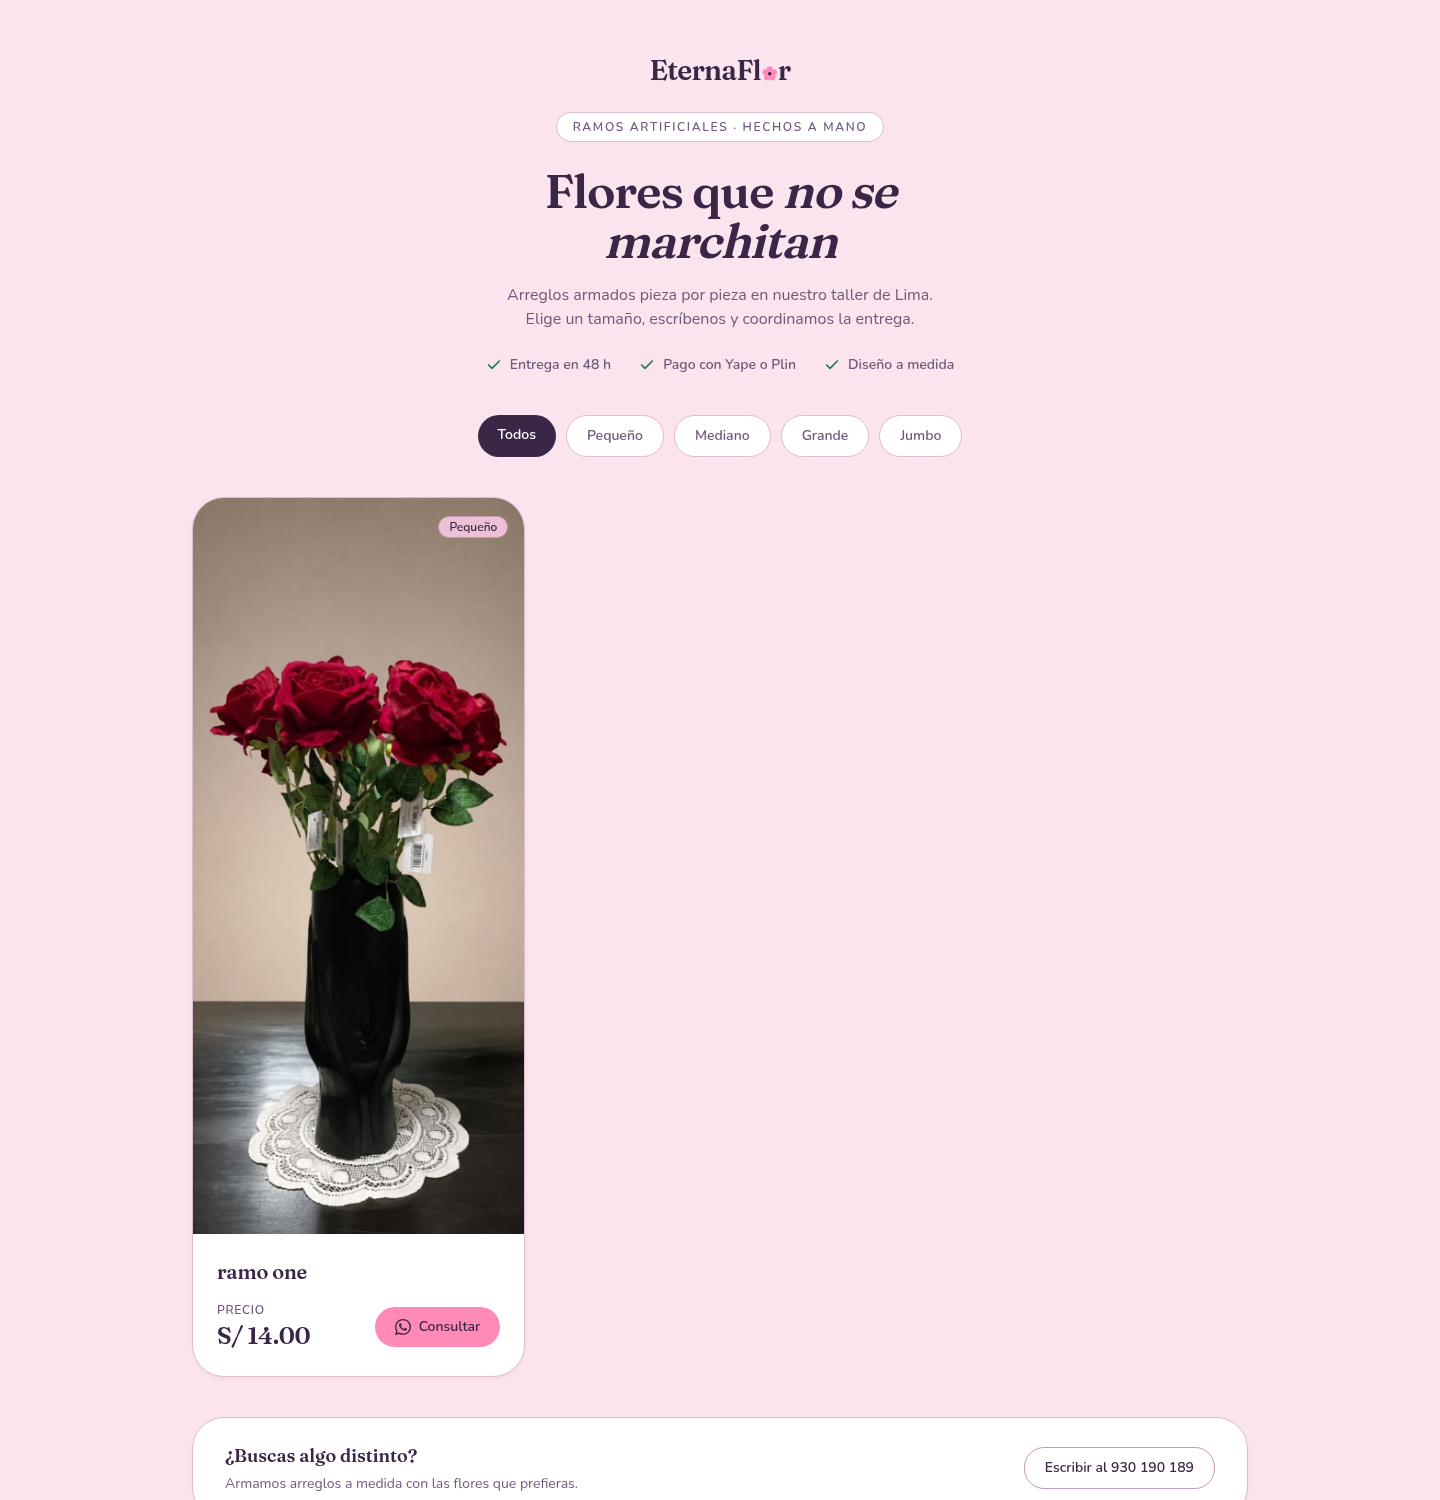 EternaFlor
RAMOS ARTIFICIALES · HECHOS A MANO
Flores que no se
marchitan
Arreglos armados pieza por pieza en nuestro taller de Lima.
Elige un tamaño, escríbenos y coordinamos la entrega.
Entrega en 48 h Pago con Yape o Plin Diseño a medida
Todos Pequeño Mediano Grande Jumbo
Pequeño
ramo one
PRECIO
S/ 14.00
Consultar
¿Buscas algo distinto?
Armamos arreglos a medida con las flores que prefieras.
Escribir al 930 190 189